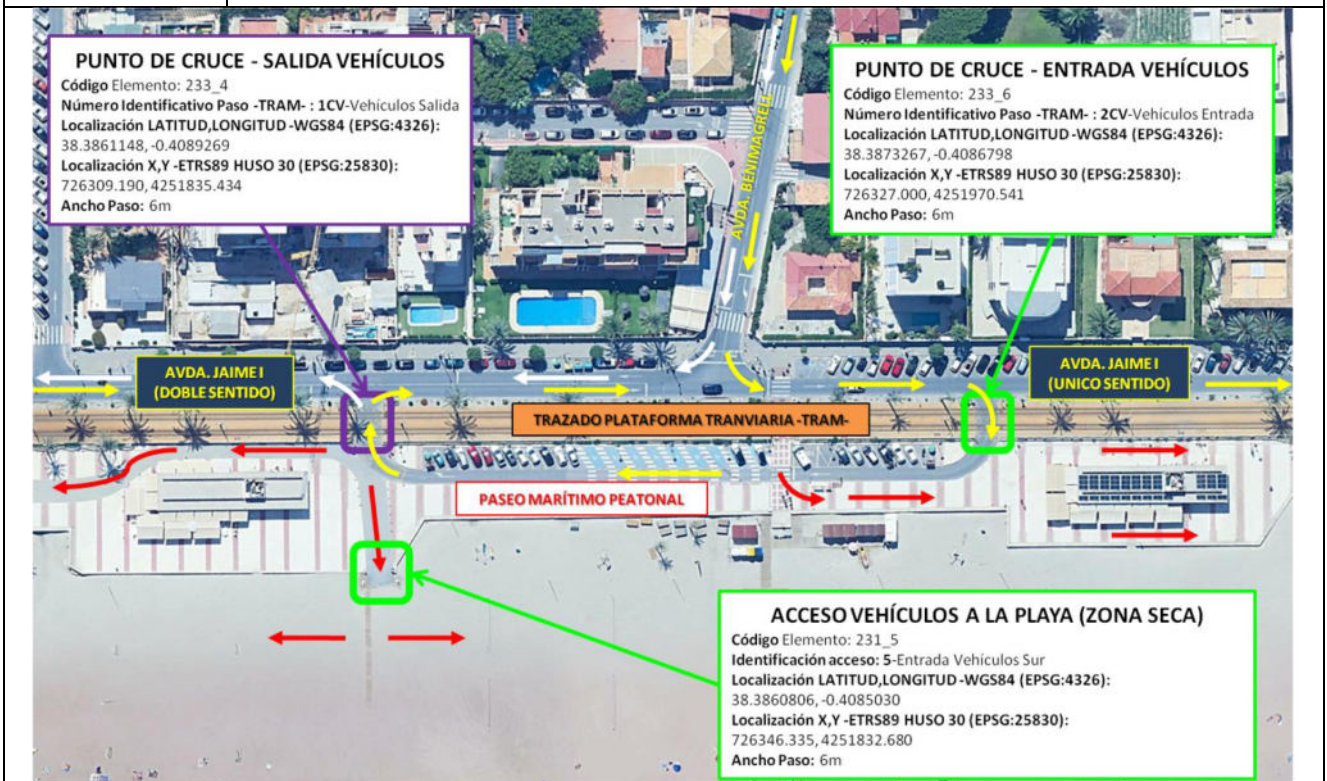 PUNTO DE CRUCE - SALIDA VEHÍCULOS
Código Elemento: 233_4
Número Identificativo Paso -TRAM- : 1CV-Vehículos Salida
Localización LATITUD,LONGITUD -WGS84 (EPSG:4326):
38.3861148, -0.4089269
Localización X,Y -ETRS89 HUSO 30 (EPSG:25830):
726309.190, 4251835.434
Ancho Paso: 6m
PUNTO DE CRUCE - ENTRADA VEHÍCULOS
Código Elemento: 233_6
Número Identificativo Paso -TRAM- : 2CV-Vehículos Entrada
Localización LATITUD,LONGITUD -WGS84 (EPSG:4326):
38.3873267, -0.4086798
Localización X,Y -ETRS89 HUSO 30 (EPSG:25830):
726327.000, 4251970.541
Ancho Paso: 6m
AVDA. BENIMAGRELL
AVDA. JAIME I
(DOBLE SENTIDO)
AVDA. JAIME I
(UNICO SENTIDO)
TRAZADO PLATAFORMA TRANVIARIA -TRAM-
PASEO MARÍTIMO PEATONAL
ACCESO VEHÍCULOS A LA PLAYA (ZONA SECA)
Código Elemento: 231_5
Identificación acceso: 5-Entrada Vehículos Sur
Localización LATITUD,LONGITUD -WGS84 (EPSG:4326):
38.3860806, -0.4085030
Localización X,Y -ETRS89 HUSO 30 (EPSG:25830):
726346.335, 4251832.680
Ancho Paso: 6m